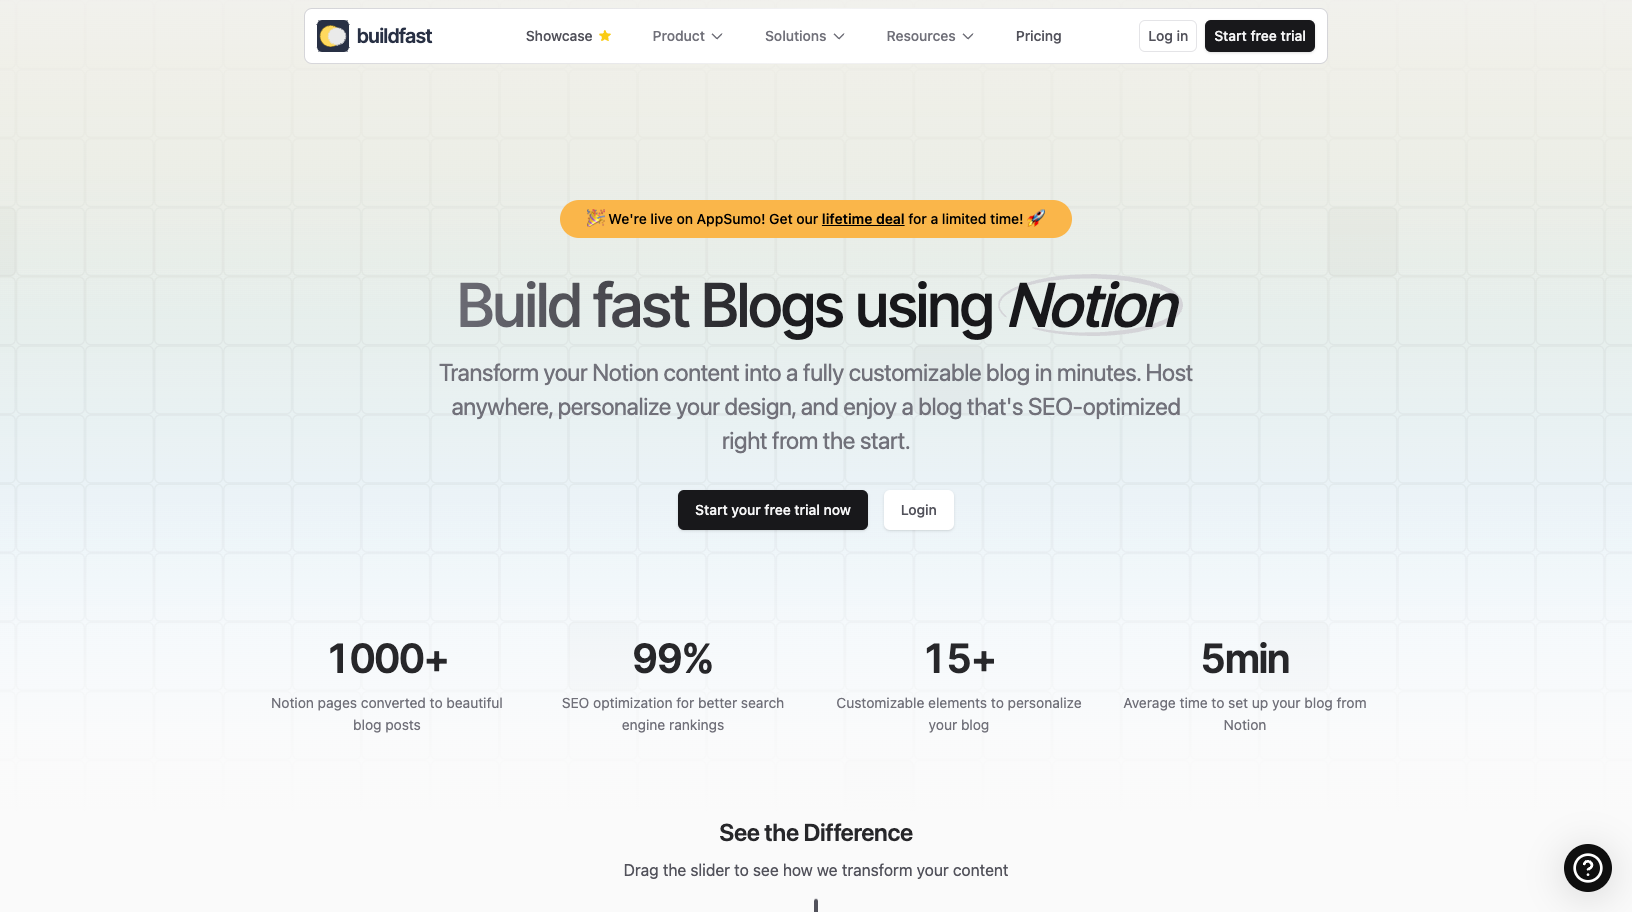 buildfast
Showcase
Product
Solutions
Resources
Pricing
Log in
Start free trial
🎉 We're live on AppSumo! Get our lifetime deal for a limited time! 🚀
Build fast Blogs using Notion
Transform your Notion content into a fully customizable blog in minutes. Host
anywhere, personalize your design, and enjoy a blog that's SEO-optimized
right from the start.
Start your free trial now
Login
1000+
Notion pages converted to beautiful
blog posts
99%
SEO optimization for better search
engine rankings
15+
Customizable elements to personalize
your blog
5min
Average time to set up your blog from
Notion
See the Difference
Drag the slider to see how we transform your content